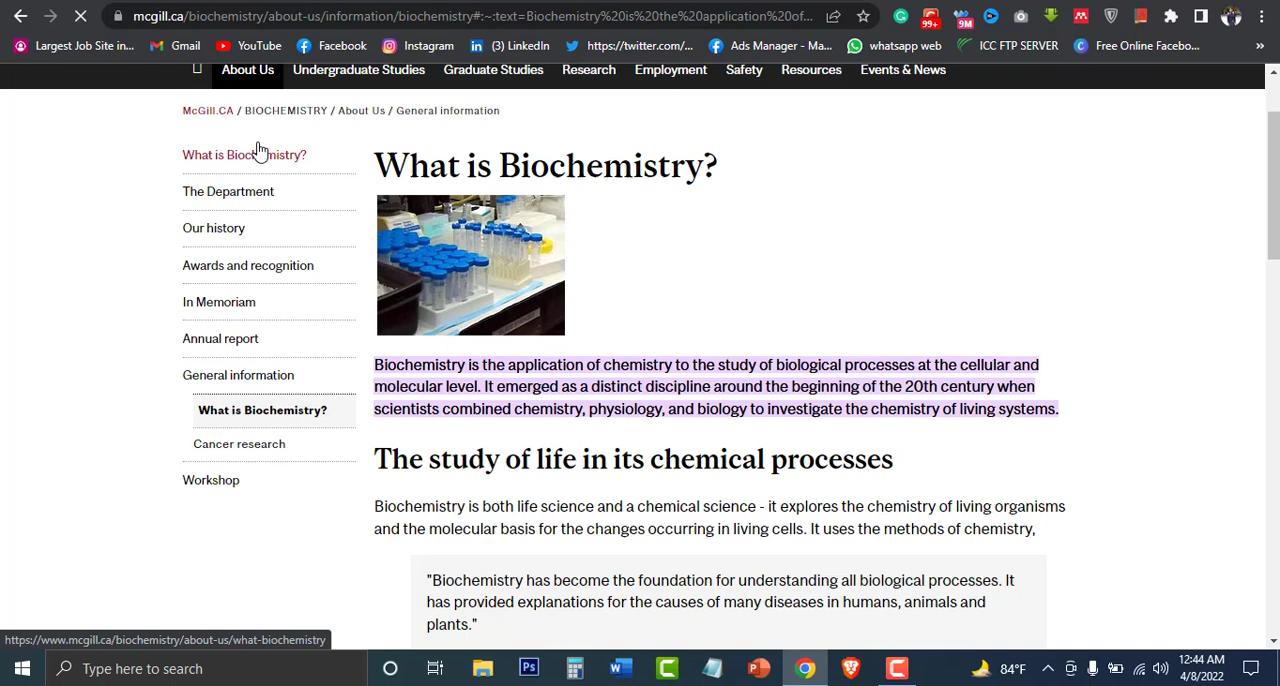 mcgill.ca/biochemistry/about-us/information/biochemistry#:~:text=Biochemistry%20is%20the%20application%20of...
99+
9M
Largest Job Site in...
Gmail
YouTube
Facebook
Instagram
(3) LinkedIn
https://twitter.com/...
Ads Manager - Ma...
whatsapp web
ICC FTP SERVER
Free Online Facebo...
»
About Us
Undergraduate Studies
Graduate Studies
Research
Employment
Safety
Resources
Events & News
McGill.CA / BIOCHEMISTRY / About Us / General information
What is Biochemistry?
The Department
Our history
Awards and recognition
In Memoriam
Annual report
General information
What is Biochemistry?
Cancer research
Workshop
What is Biochemistry?
Biochemistry is the application of chemistry to the study of biological processes at the cellular and
molecular level. It emerged as a distinct discipline around the beginning of the 20th century when
scientists combined chemistry, physiology, and biology to investigate the chemistry of living systems.
The study of life in its chemical processes
Biochemistry is both life science and a chemical science - it explores the chemistry of living organisms
and the molecular basis for the changes occurring in living cells. It uses the methods of chemistry,
"Biochemistry has become the foundation for understanding all biological processes. It
has provided explanations for the causes of many diseases in humans, animals and
plants."
https://www.mcgill.ca/biochemistry/about-us/what-biochemistry
Type here to search
Ps
84°F
12:44 AM
4/8/2022